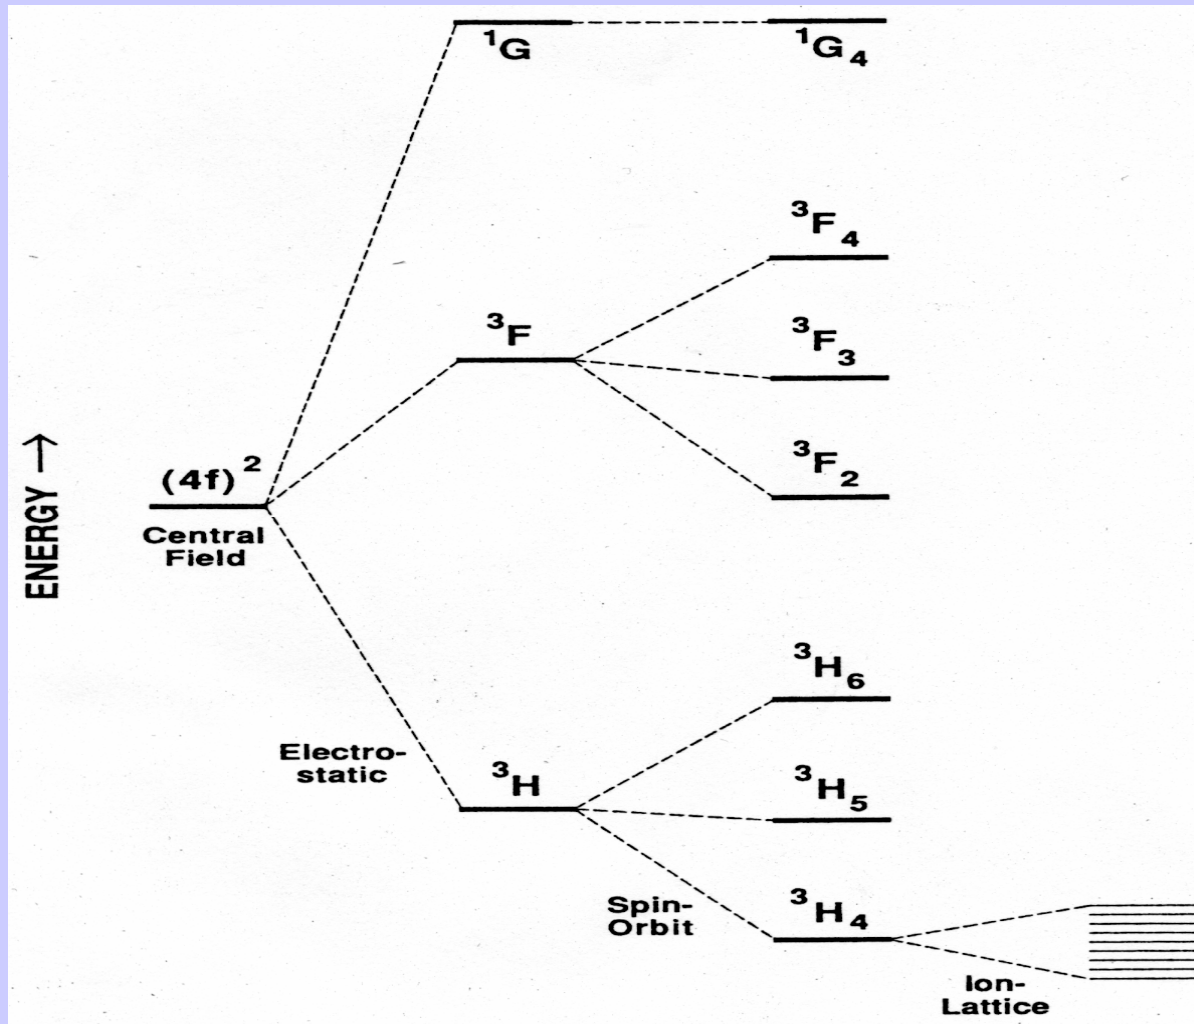 ¹G
¹G₄
³F₄
³F
³F₃
(4f)²
³F₂
Central
Field
ENERGY →
³H₆
Electro-
static
³H
³H₅
Spin-
Orbit
³H₄
Ion-
Lattice